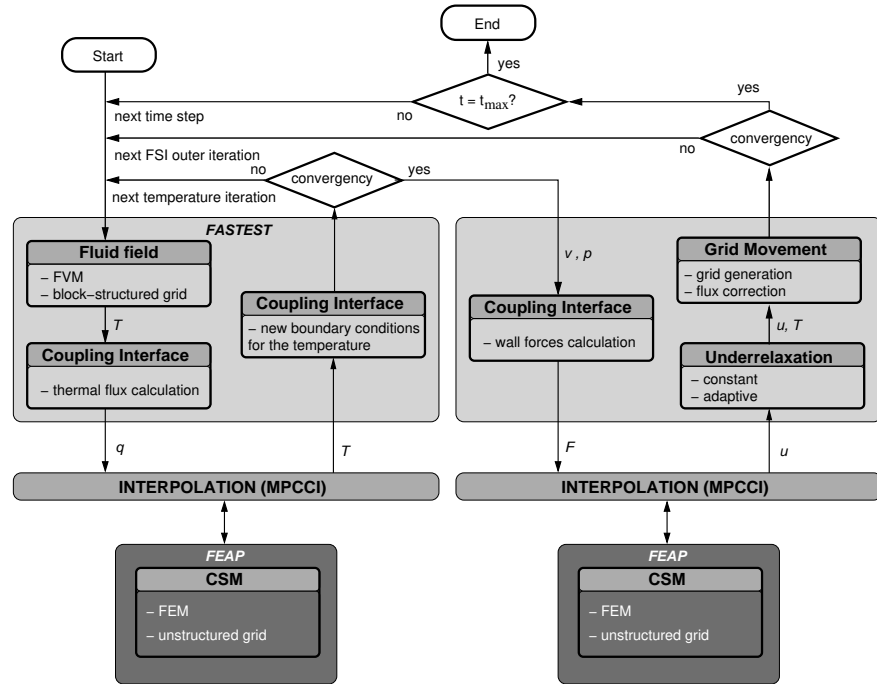 End
Start
yes
t = tmax?
yes
no
next time step
convergency
no
next FSI outer iteration
no
convergency
yes
next temperature iteration
FASTEST
Fluid field
– FVM
– block–structured grid
T
Coupling Interface
– thermal flux calculation
Coupling Interface
– new boundary conditions
for the temperature
v , p
Coupling Interface
– wall forces calculation
Grid Movement
– grid generation
– flux correction
u, T
Underrelaxation
– constant
– adaptive
q
T
F
u
INTERPOLATION (MPCCI)
INTERPOLATION (MPCCI)
FEAP
CSM
– FEM
– unstructured grid
FEAP
CSM
– FEM
– unstructured grid